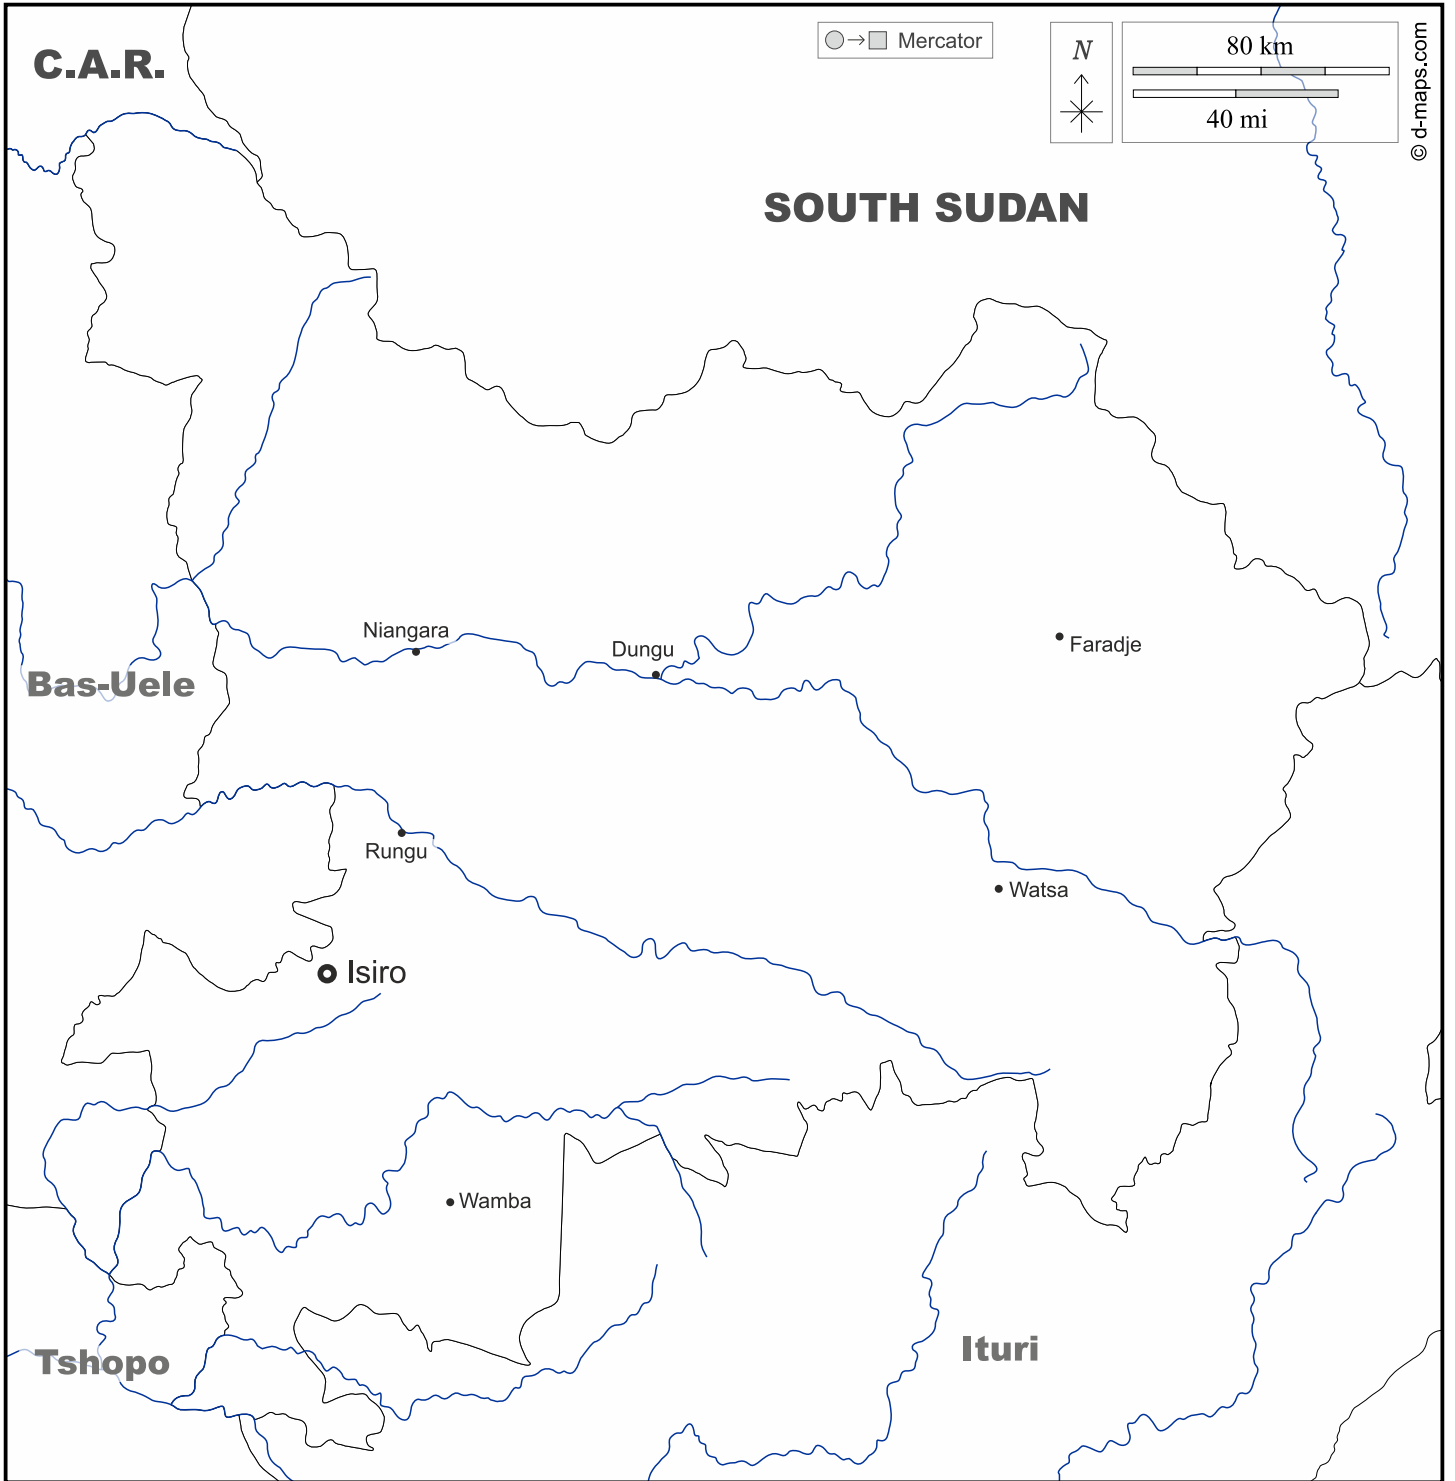 C.A.R.
Mercator
N
80 km
40 mi
© d-maps.com
SOUTH SUDAN
Niangara
Dungu
Faradje
Bas-Uele
Rungu
Watsa
Isiro
Wamba
Ituri
Tshopo